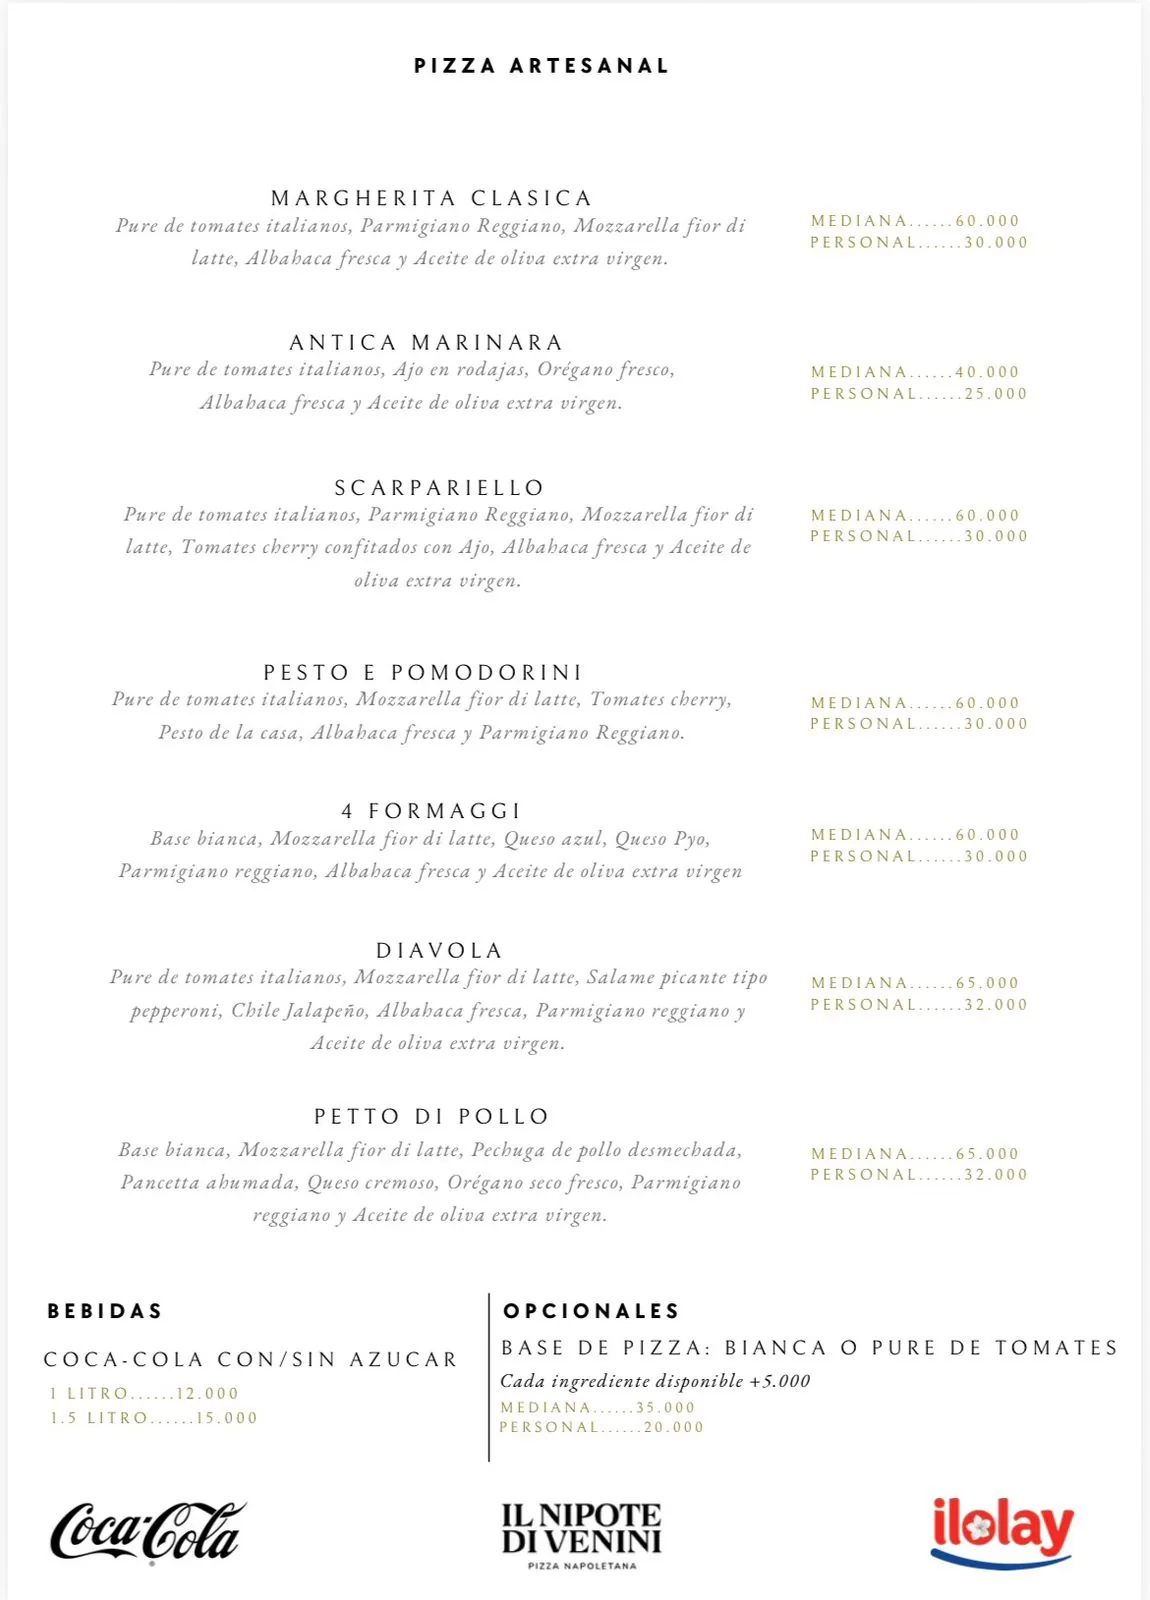 PIZZA ARTESANAL
MARGHERITA CLASICA
Pure de tomates italianos, Parmigiano Reggiano, Mozzarella fior di
latte, Albahaca fresca y Aceite de oliva extra virgen.
MEDIANA......60.000
PERSONAL......30.000
ANTICA MARINARA
Pure de tomates italianos, Ajo en rodajas, Orégano fresco,
Albahaca fresca y Aceite de oliva extra virgen.
MEDIANA......40.000
PERSONAL......25.000
SCARPARIELLO
Pure de tomates italianos, Parmigiano Reggiano, Mozzarella fior di
latte, Tomates cherry confitados con Ajo, Albahaca fresca y Aceite de
oliva extra virgen.
MEDIANA......60.000
PERSONAL......30.000
PESTO E POMODORINI
Pure de tomates italianos, Mozzarella fior di latte, Tomates cherry,
Pesto de la casa, Albahaca fresca y Parmigiano Reggiano.
MEDIANA......60.000
PERSONAL......30.000
4 FORMAGGI
Base bianca, Mozzarella fior di latte, Queso azul, Queso Pyo,
Parmigiano reggiano, Albahaca fresca y Aceite de oliva extra virgen
MEDIANA......60.000
PERSONAL......30.000
DIAVOLA
Pure de tomates italianos, Mozzarella fior di latte, Salame picante tipo
pepperoni, Chile Jalapeño, Albahaca fresca, Parmigiano reggiano y
Aceite de oliva extra virgen.
MEDIANA......65.000
PERSONAL......32.000
PETTO DI POLLO
Base bianca, Mozzarella fior di latte, Pechuga de pollo desmechada,
Pancetta ahumada, Queso cremoso, Orégano seco fresco, Parmigiano
reggiano y Aceite de oliva extra virgen.
MEDIANA......65.000
PERSONAL......32.000
BEBIDAS
COCA-COLA CON/SIN AZUCAR
1 LITRO......12.000
1.5 LITRO......15.000
OPCIONALES
BASE DE PIZZA: BIANCA O PURE DE TOMATES
Cada ingrediente disponible +5.000
MEDIANA......35.000
PERSONAL......20.000
Coca-Cola
IL NIPOTE
DI VENINI
PIZZA NAPOLETANA
ilolay